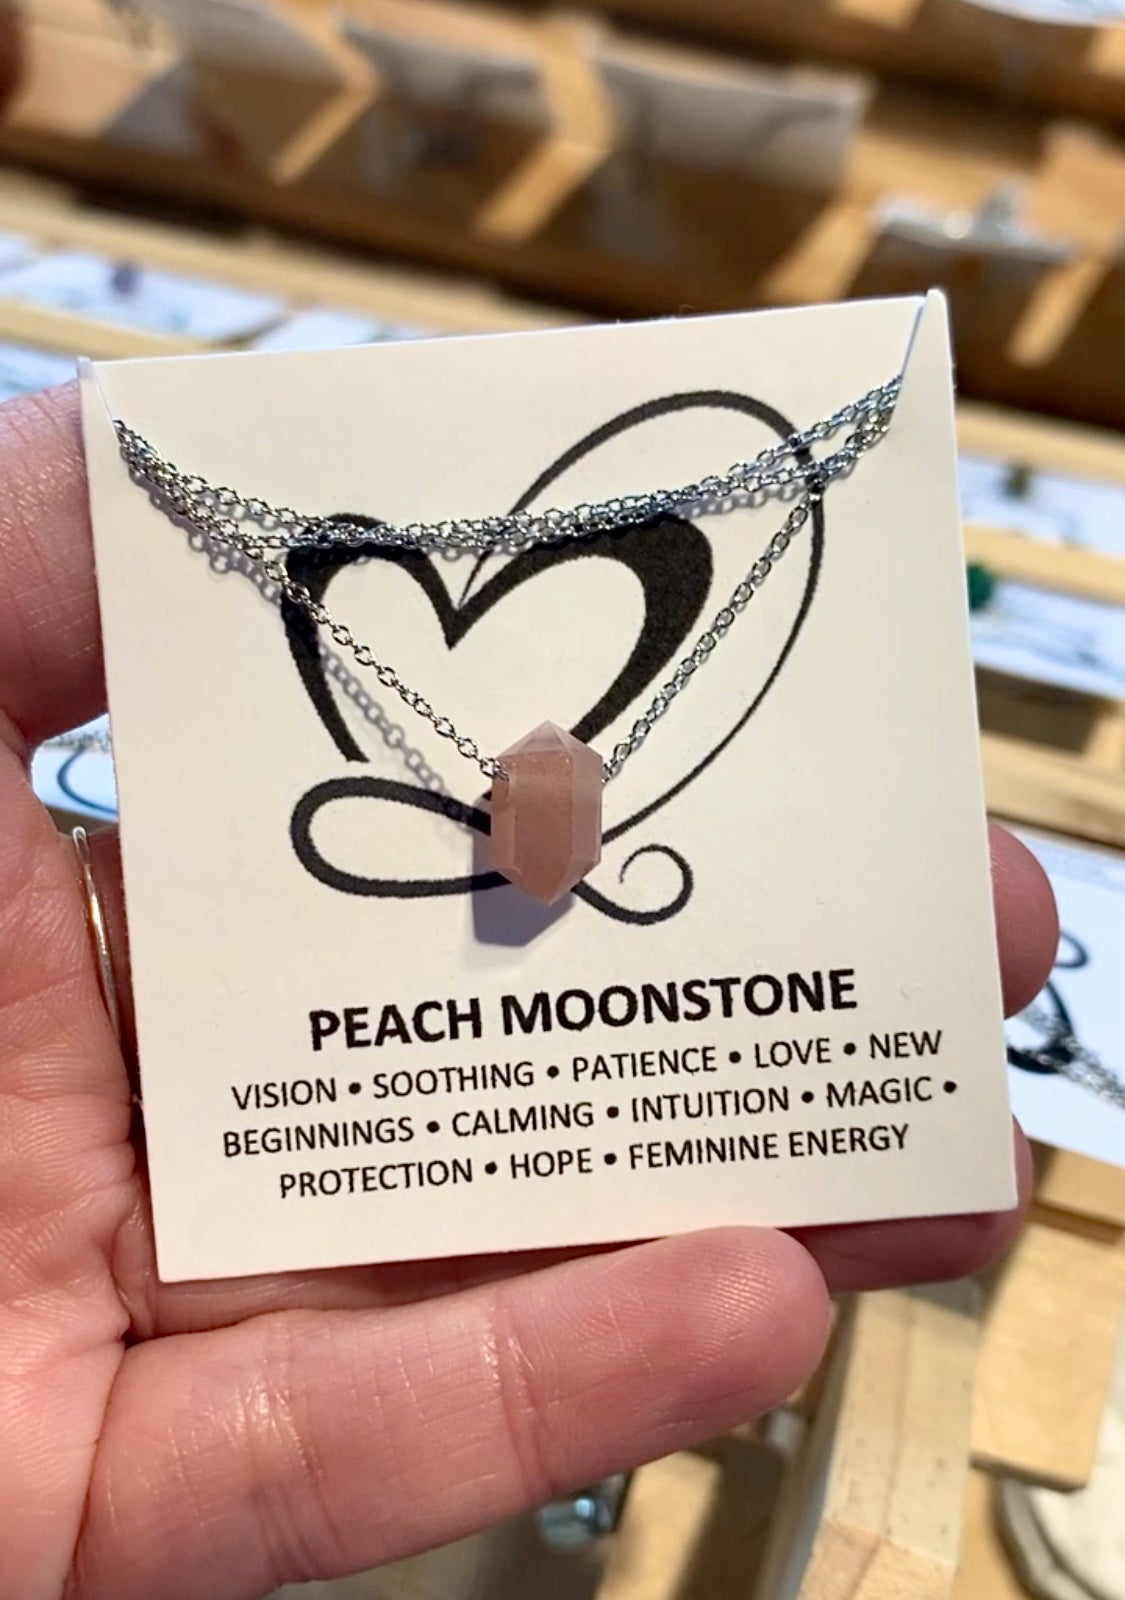 PEACH MOONSTONE
VISION • SOOTHING • PATIENCE • LOVE • NEW
BEGINNINGS • CALMING • INTUITION • MAGIC •
PROTECTION • HOPE • FEMININE ENERGY